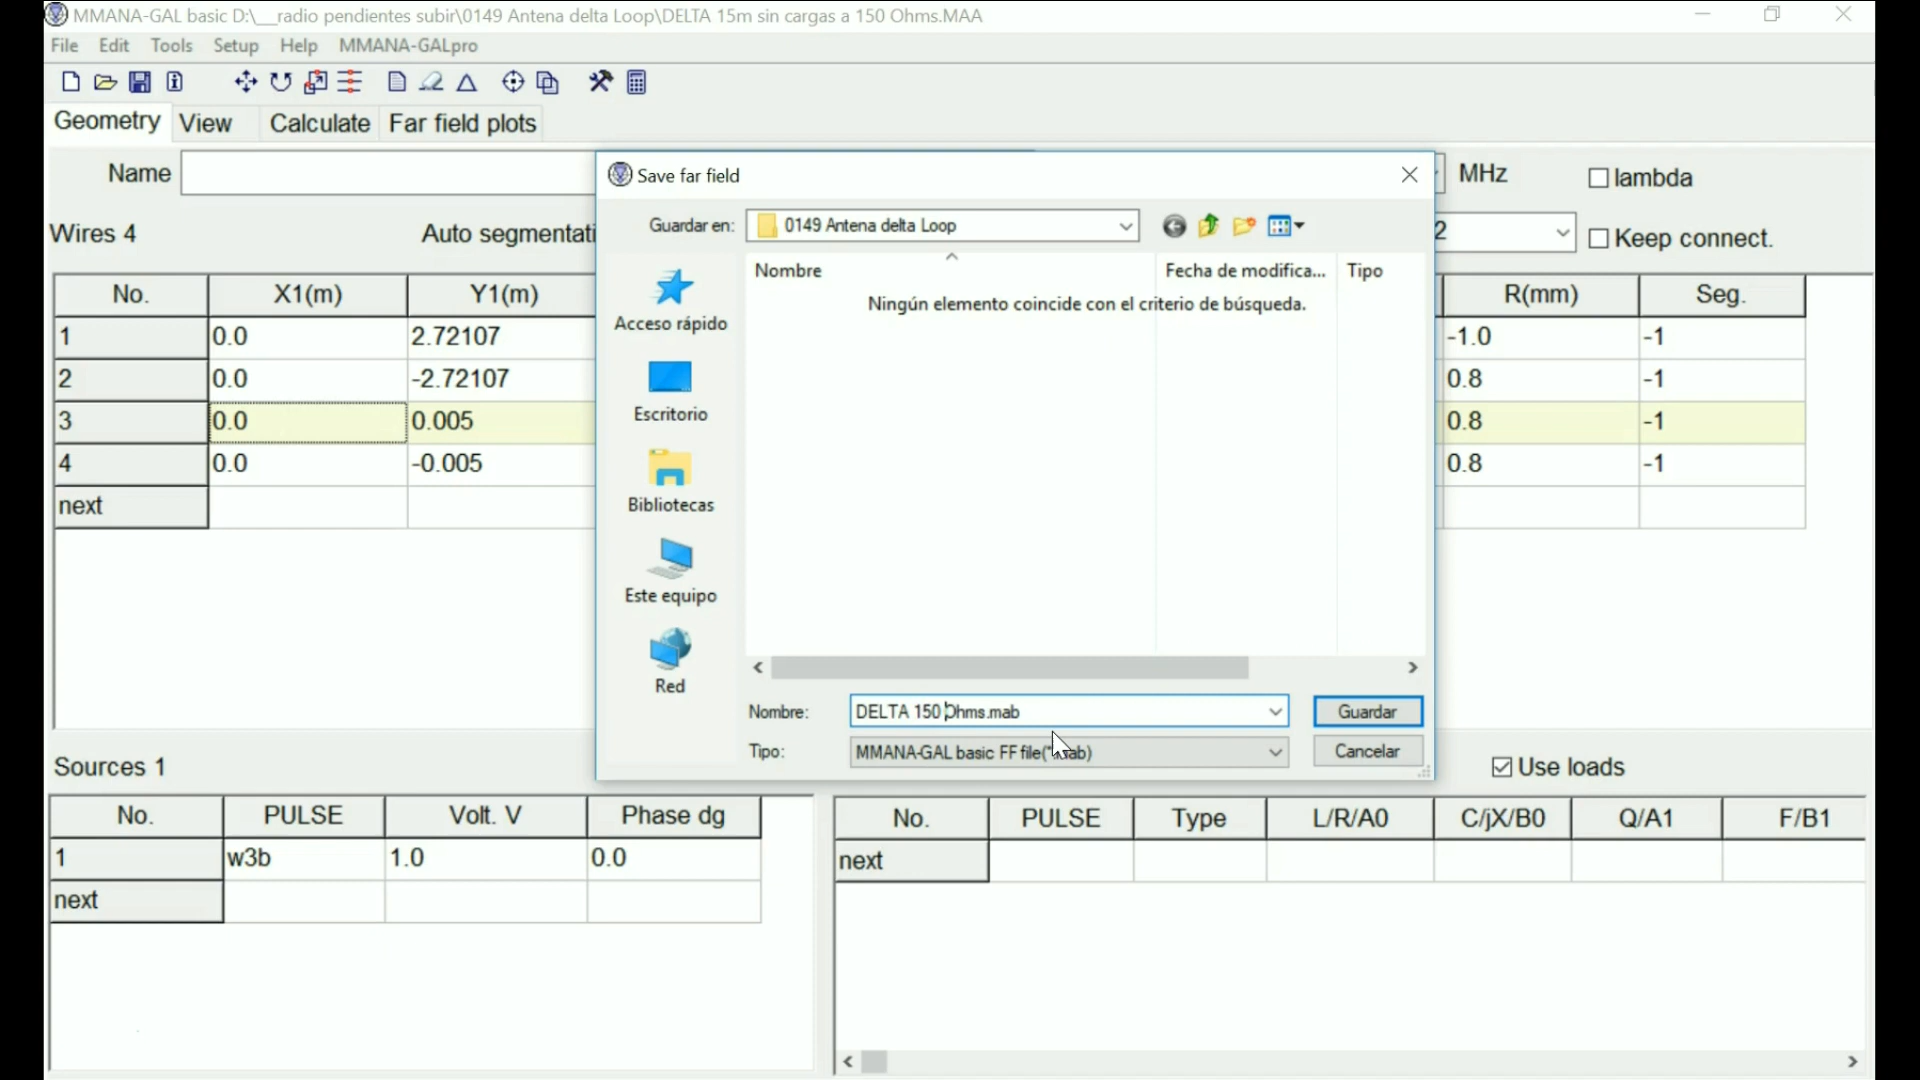 MMANA-GAL basic D:\__radio pendientes subir\0149 Antena delta Loop\DELTA 15m sin cargas a 150 Ohms.MAA
File Edit Tools Setup Help MMANA-GALpro
Geometry View Calculate Far field plots
Name
MHz
lambda
Wires 4
Auto segmentati
2
Keep connect.
No. X1(m) Y1(m) R(mm) Seg.
1 0.0 2.72107 -1.0 -1
2 0.0 -2.72107 0.8 -1
3 0.0 0.005 0.8 -1
4 0.0 -0.005 0.8 -1
next
Save far field
Guardar en: 0149 Antena delta Loop
Nombre Fecha de modifica... Tipo
Ningún elemento coincide con el criterio de búsqueda.
Acceso rápido
Escritorio
Bibliotecas
Este equipo
Red
Nombre: DELTA 150 Ohms.mab Guardar
Tipo: MMANA-GAL basic FF file Cancelar
Sources 1
Use loads
No. PULSE Volt. V Phase dg
1 w3b 1.0 0.0
next
No. PULSE Type L/R/A0 C/jX/B0 Q/A1 F/B1
next